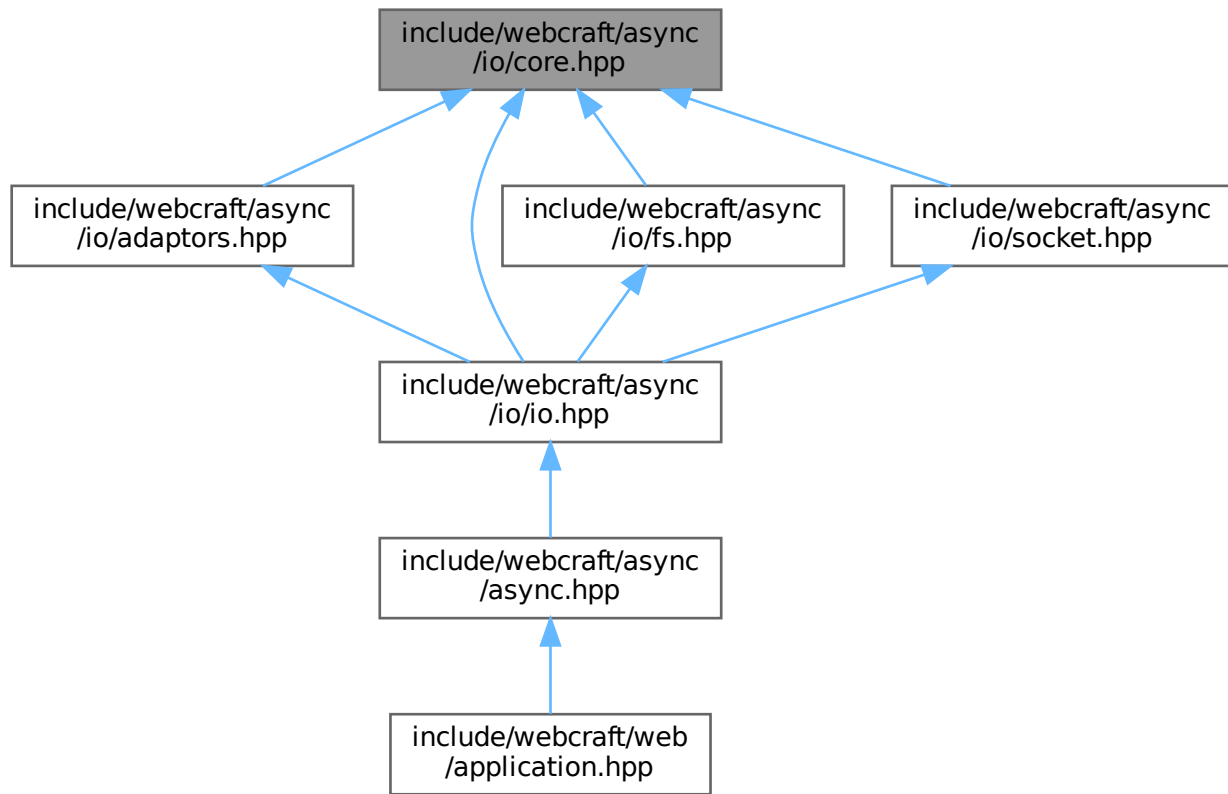 include/webcraft/async
/io/core.hpp
include/webcraft/async
/io/adaptors.hpp
include/webcraft/async
/io/fs.hpp
include/webcraft/async
/io/socket.hpp
include/webcraft/async
/io/io.hpp
include/webcraft/async
/async.hpp
include/webcraft/web
/application.hpp